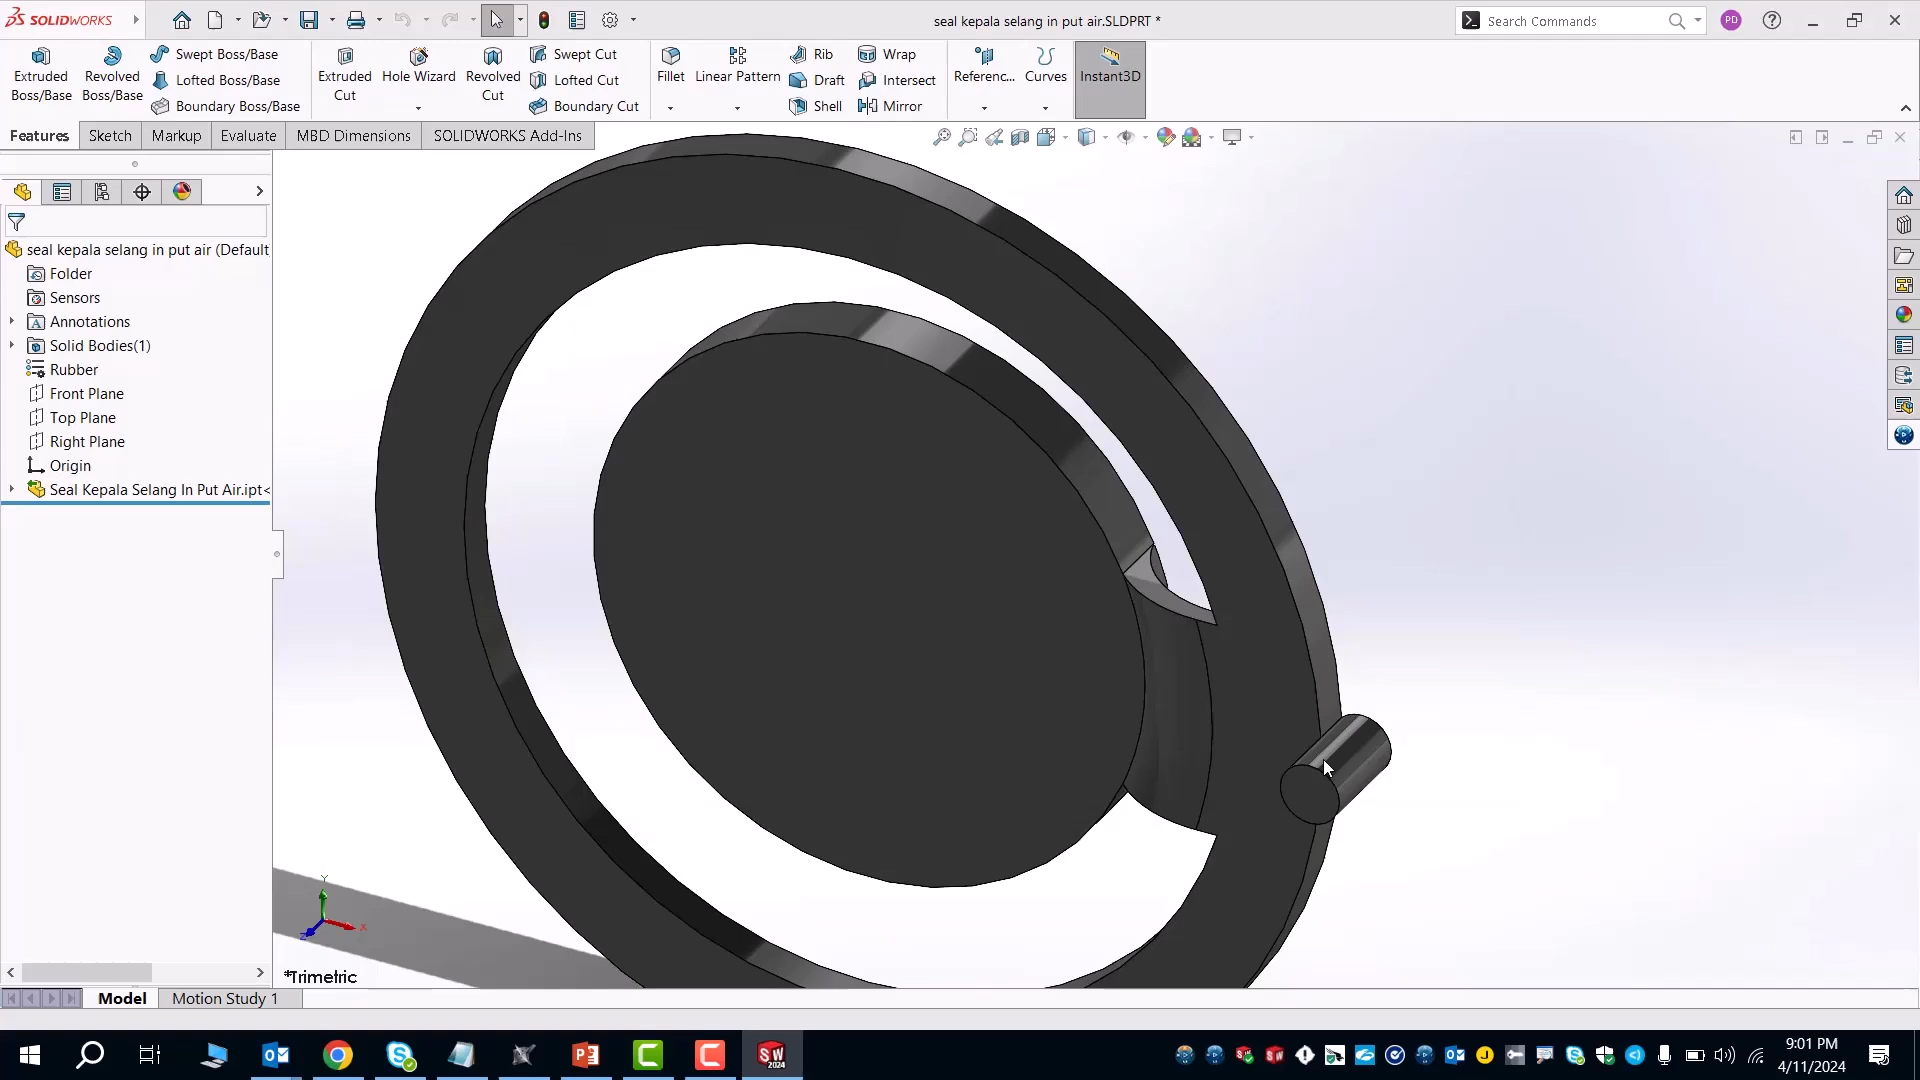 SOLIDWORKS
seal kepala selang in put air.SLDPRT *
Search Commands
PD
Extruded Boss/Base
Revolved Boss/Base
Swept Boss/Base
Lofted Boss/Base
Boundary Boss/Base
Extruded Cut
Hole Wizard
Revolved Cut
Swept Cut
Lofted Cut
Boundary Cut
Fillet
Linear Pattern
Rib
Draft
Shell
Wrap
Intersect
Mirror
Referenc...
Curves
Instant3D
Features
Sketch
Markup
Evaluate
MBD Dimensions
SOLIDWORKS Add-Ins
seal kepala selang in put air (Default
Folder
Sensors
Annotations
Solid Bodies(1)
Rubber
Front Plane
Top Plane
Right Plane
Origin
Seal Kepala Selang In Put Air.ipt<
Y
X
Z
*Trimetric
Model
Motion Study 1
SW
2024
9:01 PM
4/11/2024